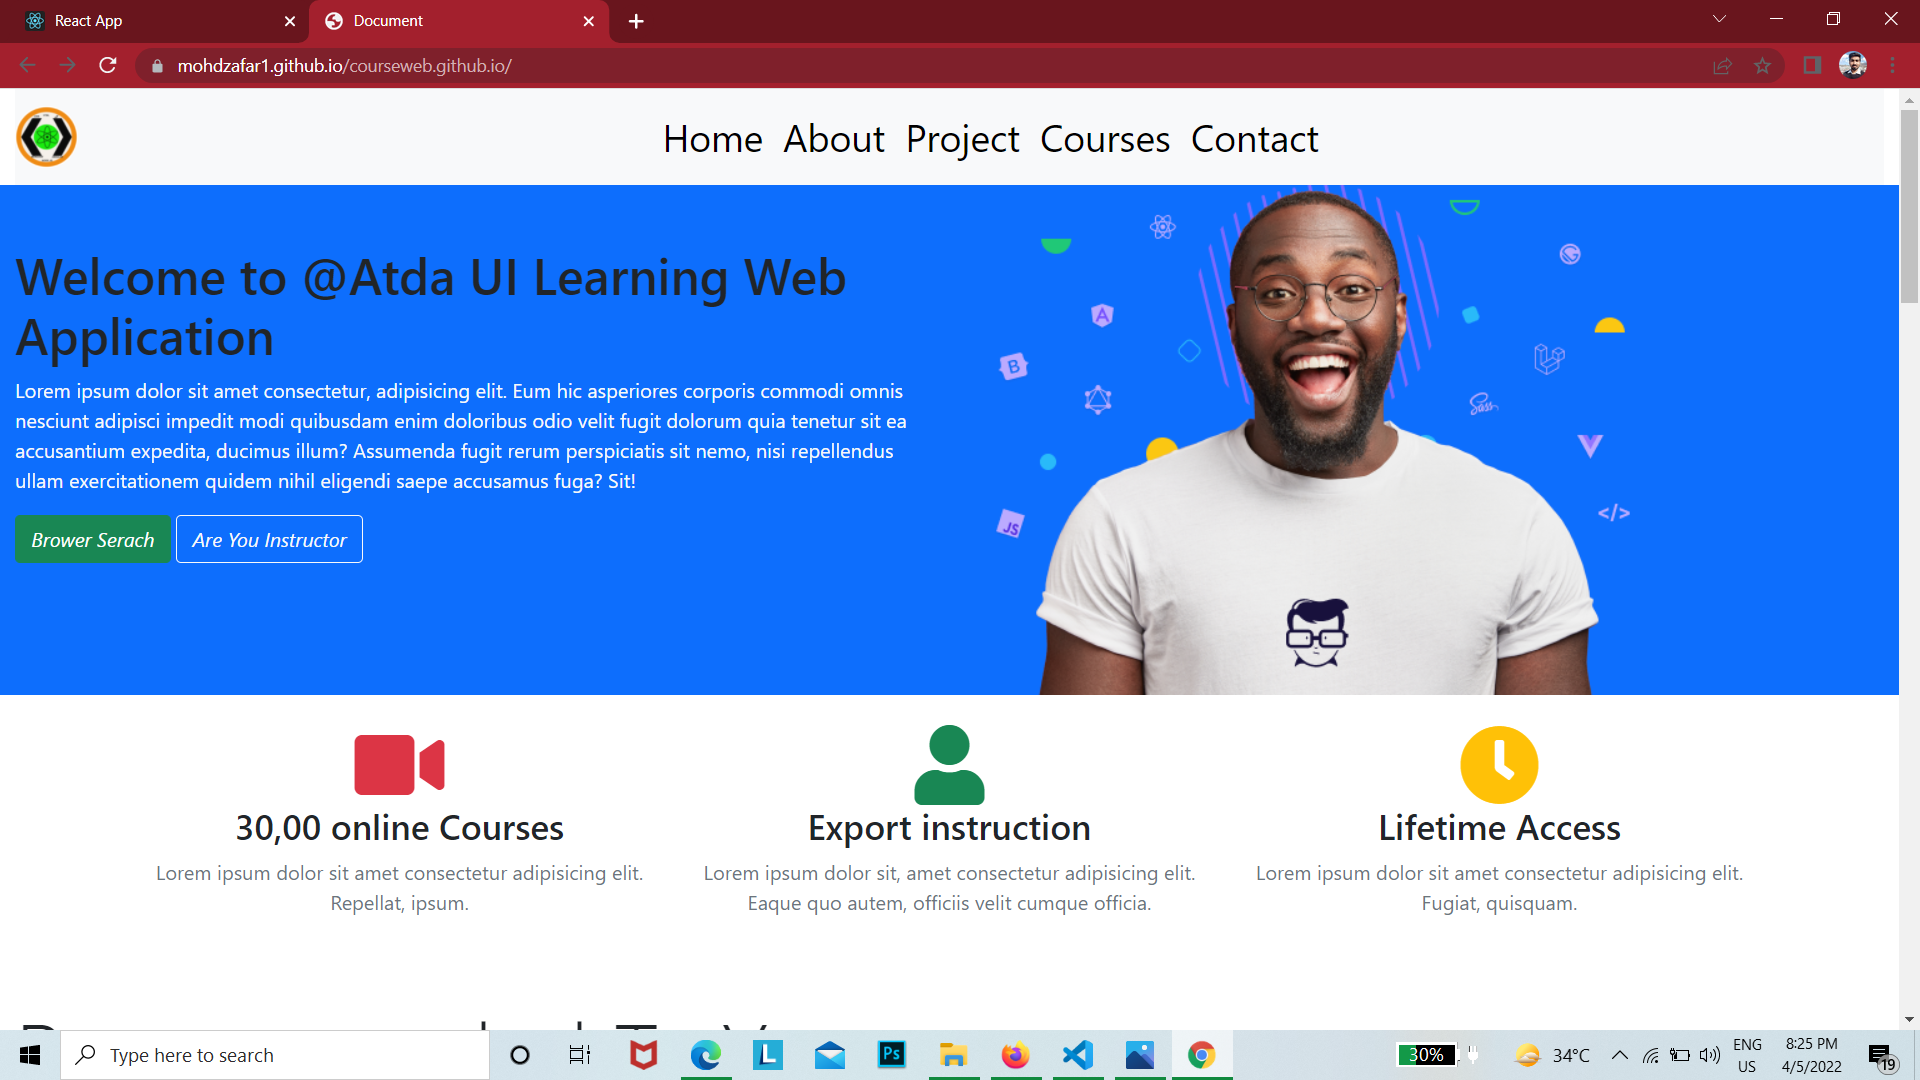 React App
Document
mohdzafar1.github.io/courseweb.github.io/
Home About Project Courses Contact
Welcome to @Atda UI Learning Web
Application
Lorem ipsum dolor sit amet consectetur, adipisicing elit. Eum hic asperiores corporis commodi omnis
nesciunt adipisci impedit modi quibusdam enim doloribus odio velit fugit dolorum quia tenetur sit ea
accusantium expedita, ducimus illum? Assumenda fugit rerum perspiciatis sit nemo, nisi repellendus
ullam exercitationem quidem nihil eligendi saepe accusamus fuga? Sit!
Brower Serach
Are You Instructor
A
B
Sass
JS
</>
30,00 online Courses
Lorem ipsum dolor sit amet consectetur adipisicing elit.
Repellat, ipsum.
Export instruction
Lorem ipsum dolor sit, amet consectetur adipisicing elit.
Eaque quo autem, officiis velit cumque officia.
Lifetime Access
Lorem ipsum dolor sit amet consectetur adipisicing elit.
Fugiat, quisquam.
Type here to search
L
Ps
30%
34°C
ENG
US
8:25 PM
4/5/2022
19